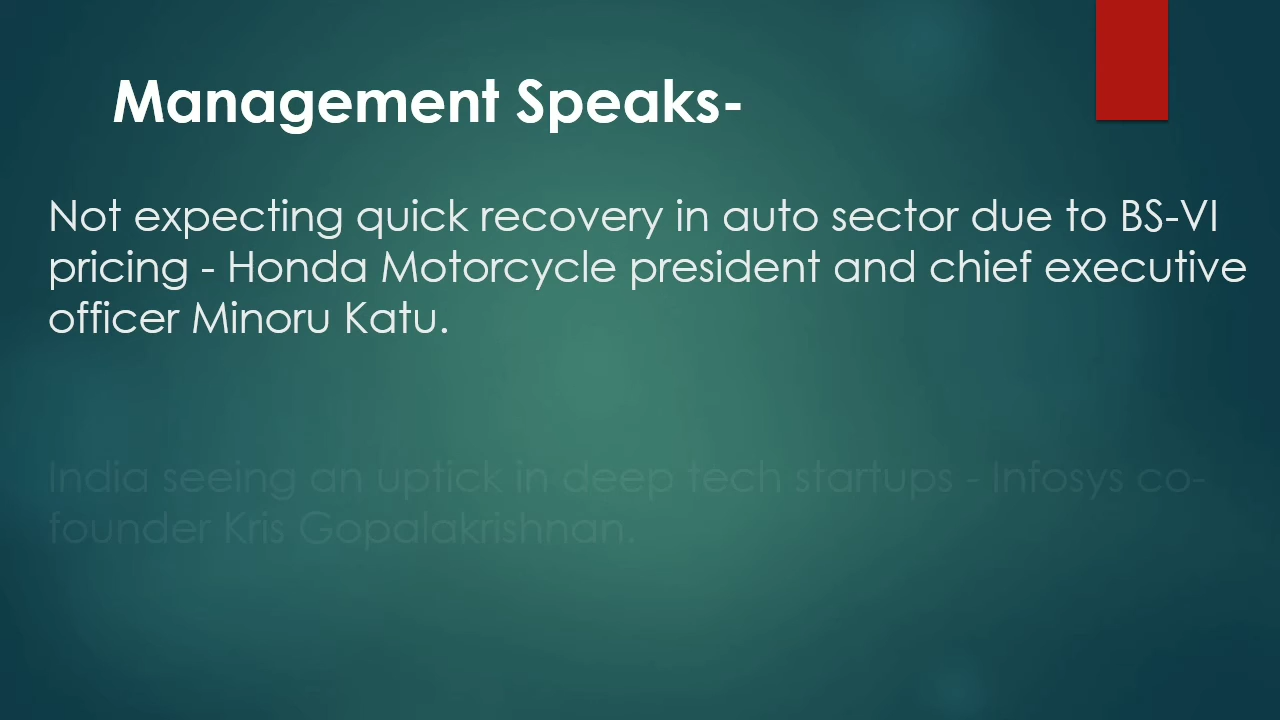 Management Speaks-
Not expecting quick recovery in auto sector due to BS-VI
pricing - Honda Motorcycle president and chief executive
officer Minoru Katu.
India seeing an uptick in deep tech startups - Infosys co-
founder Kris Gopalakrishnan.